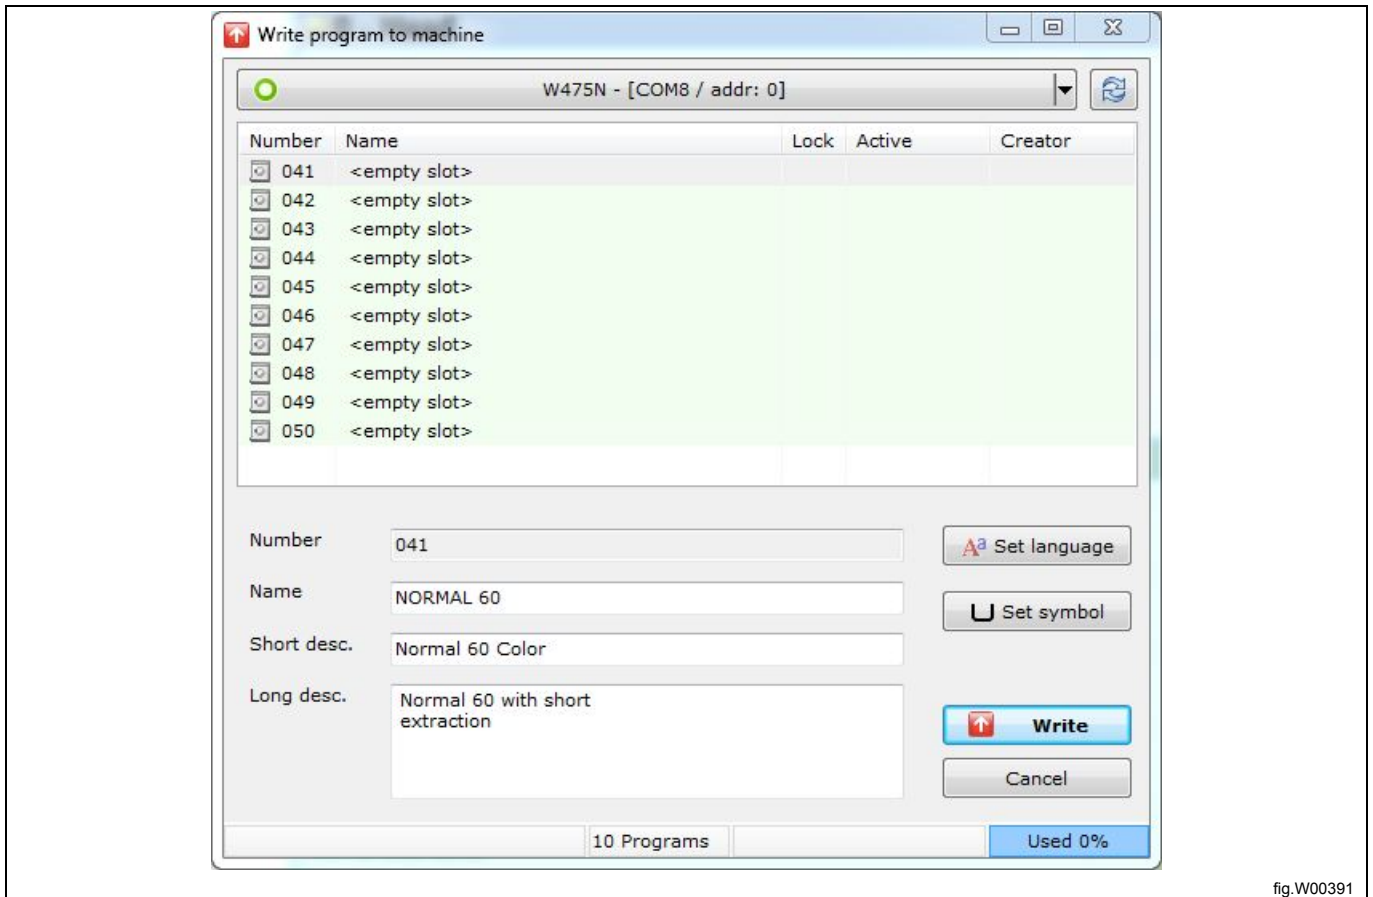 Write program to machine
W475N - [COM8 / addr: 0]
Number Name Lock Active Creator
041 <empty slot>
042 <empty slot>
043 <empty slot>
044 <empty slot>
045 <empty slot>
046 <empty slot>
047 <empty slot>
048 <empty slot>
049 <empty slot>
050 <empty slot>
Number 041 Aa Set language
Name NORMAL 60
Set symbol
Short desc. Normal 60 Color
Long desc. Normal 60 with short
extraction
Write
Cancel
10 Programs Used 0%
fig.W00391